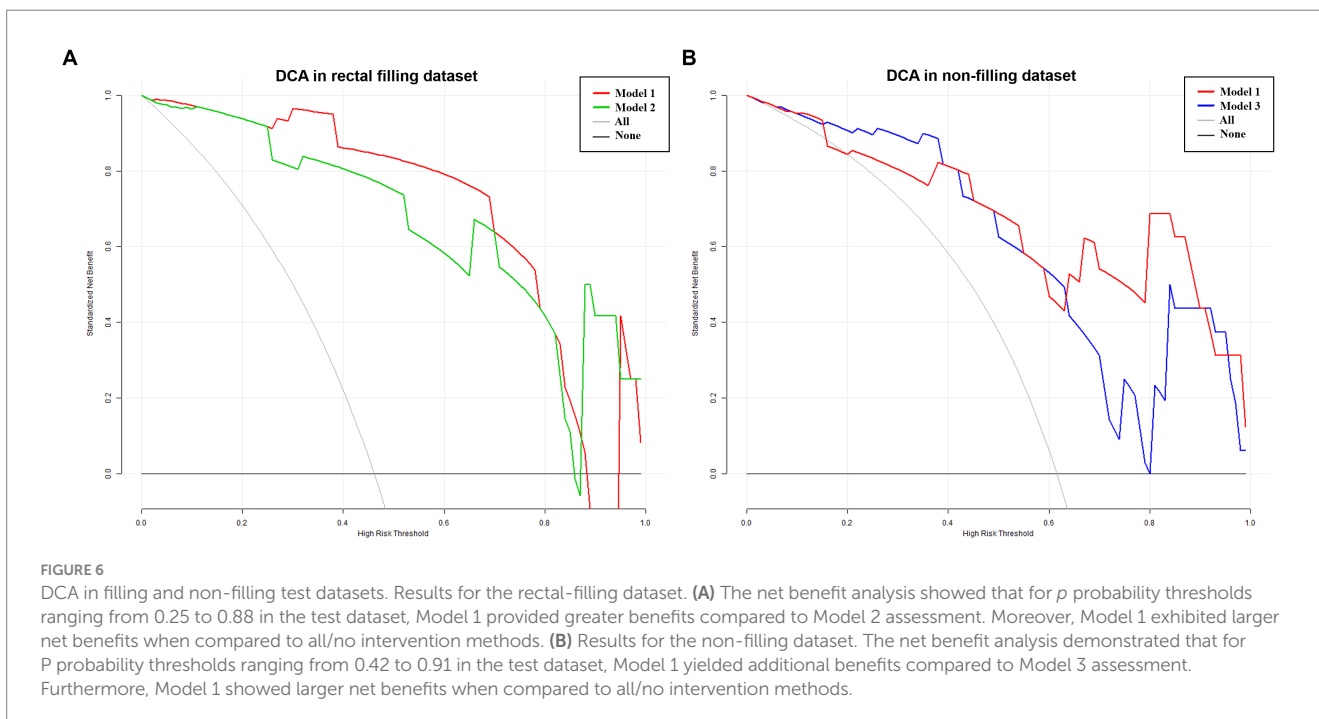 A
DCA in rectal filling dataset
Model 1
Model 2
All
None
Standardized Net Benefit
1.0
0.8
0.6
0.4
0.2
0.0
0.0 0.2 0.4 0.6 0.8 1.0
High Risk Threshold
B
DCA in non-filling dataset
Model 1
Model 3
All
None
Standardized Net Benefit
1.0
0.8
0.6
0.4
0.2
0.0
0.0 0.2 0.4 0.6 0.8 1.0
High Risk Threshold
FIGURE 6
DCA in filling and non-filling test datasets. Results for the rectal-filling dataset. (A) The net benefit analysis showed that for p probability thresholds
ranging from 0.25 to 0.88 in the test dataset, Model 1 provided greater benefits compared to Model 2 assessment. Moreover, Model 1 exhibited larger
net benefits when compared to all/no intervention methods. (B) Results for the non-filling dataset. The net benefit analysis demonstrated that for
P probability thresholds ranging from 0.42 to 0.91 in the test dataset, Model 1 yielded additional benefits compared to Model 3 assessment.
Furthermore, Model 1 showed larger net benefits when compared to all/no intervention methods.